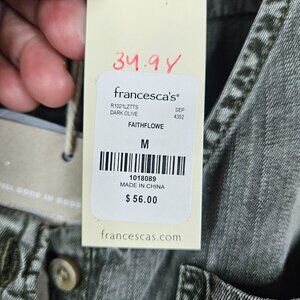 34.98
francesca's®
R1021LZTTS SEP
DARK OLIVE 4352
FAITHFLOWE
M
1018089
MADE IN CHINA
$ 56.00
francescas.com